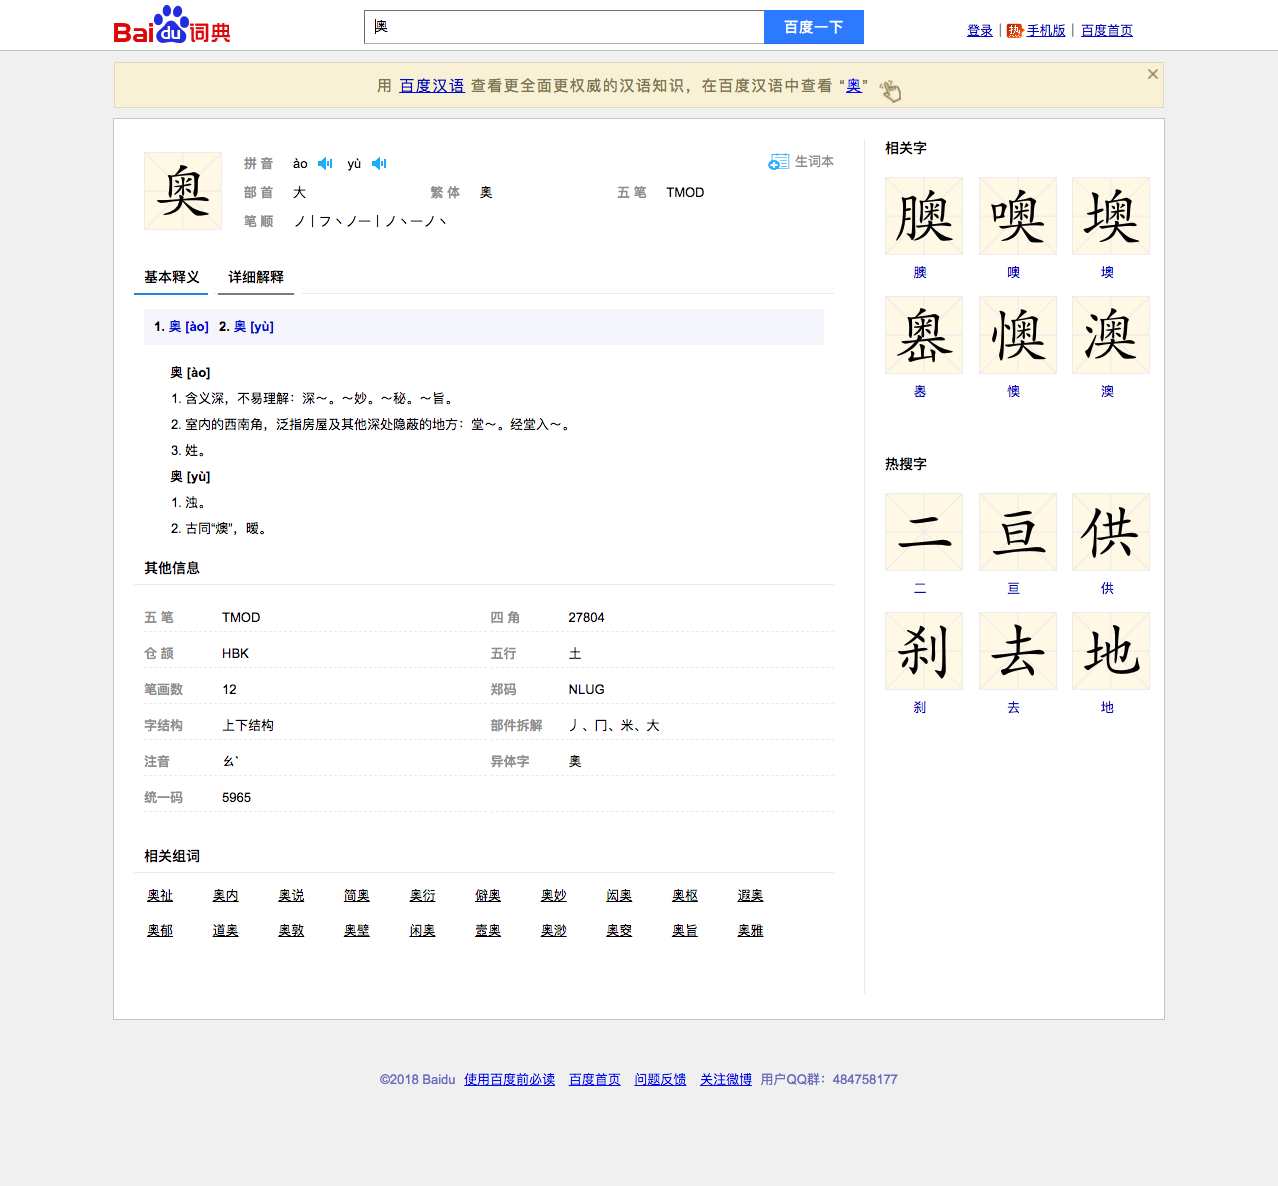 Bai du 词典
奥
百度一下
登录 | 热 手机版 | 百度首页
用 百度汉语 查看更全面更权威的汉语知识，在百度汉语中查看 “奥”
奥
拼 音 ào yù
生词本
部 首 大 繁 体 奥 五 笔 TMOD
笔 顺 ノ丨フ丶ノ一丨ノ丶一ノ丶
基本释义 详细解释
1. 奥 [ào] 2. 奥 [yù]
奥 [ào]
1. 含义深，不易理解：深～。～妙。～秘。～旨。
2. 室内的西南角，泛指房屋及其他深处隐蔽的地方：堂～。经堂入～。
3. 姓。
奥 [yù]
1. 浊。
2. 古同“燠”，暖。
其他信息
五 笔 TMOD 四 角 27804
仓 颉 HBK 五行 土
笔画数 12 郑码 NLUG
字结构 上下结构 部件拆解 丿、冂、米、大
注音 ㄠˋ 异体字 奧
统一码 5965
相关组词
奥祉 奥内 奥说 简奥 奥衍 僻奥 奥妙 闳奥 奥枢 遐奥
奥郁 道奥 奥敦 奥壁 闲奥 壼奥 奥渺 奥窔 奥旨 奥雅
相关字
腴 噢 墺
䐿 噢 墺
嶴 懊 澳
岙 懊 澳
热搜字
二 亘 供
二 亘 供
刹 去 地
刹 去 地
©2018 Baidu 使用百度前必读 百度首页 问题反馈 关注微博 用户QQ群：484758177